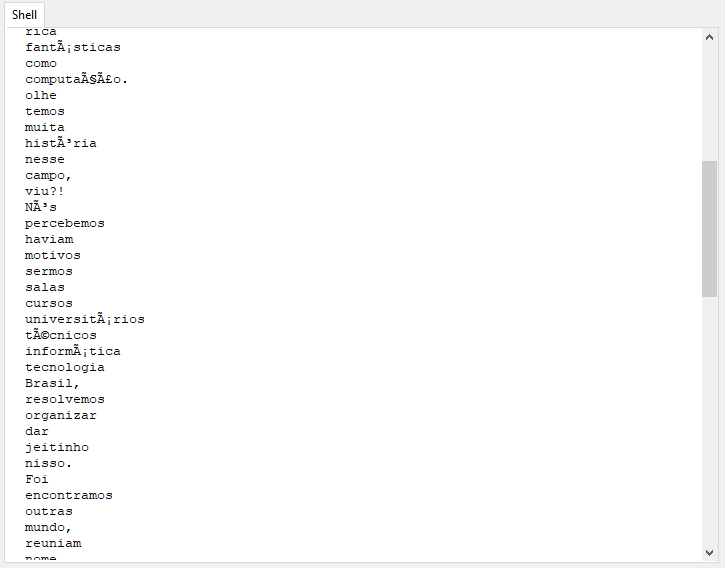 Shell
rica
fantÃ¡sticas
como
computaÃ§Ã£o.
olhe
temos
muita
histÃ³ria
nesse
campo,
viu?!
NÃ³s
percebemos
haviam
motivos
sermos
salas
cursos
universitÃ¡rios
tÃ©cnicos
informÃ¡tica
tecnologia
Brasil,
resolvemos
organizar
dar
jeitinho
nisso.
Foi
encontramos
outras
mundo,
reuniam
nome